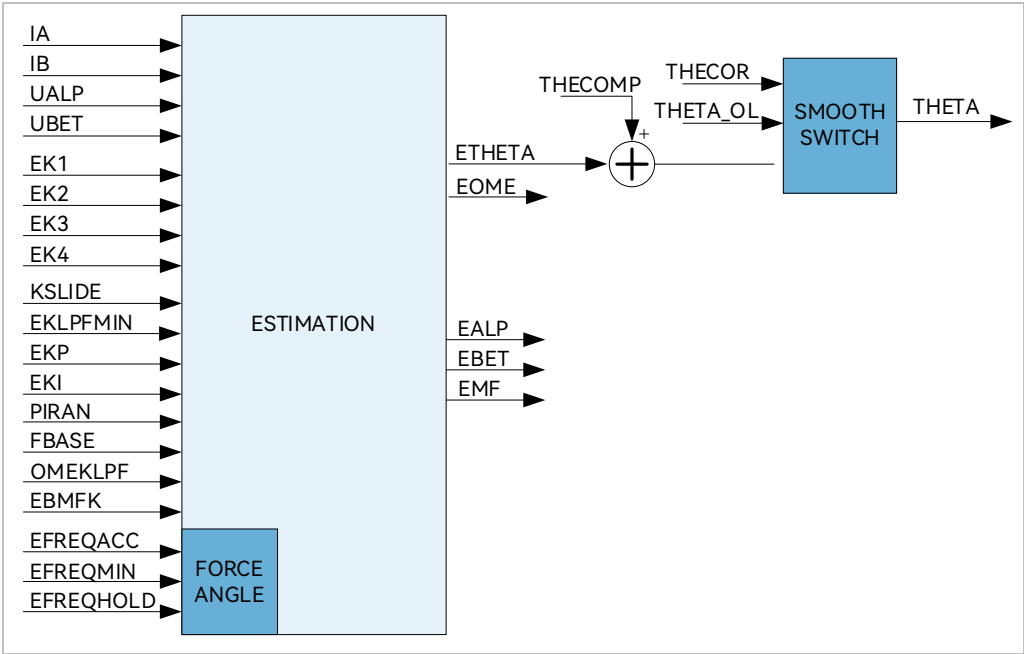 IA
IB
UALP
UBET
EK1
EK2
EK3
EK4
KSLIDE
EKLPFMIN
EKP
EKI
PIRAN
FBASE
OMEKLPF
EBMFK
EFREQACC
EFREQMIN
EFREQHOLD
FORCE
ANGLE
ESTIMATION
ETHETA
EOME
EALP
EBET
EMF
THECOMP
+
THECOR
THETA_OL
SMOOTH
SWITCH
THETA